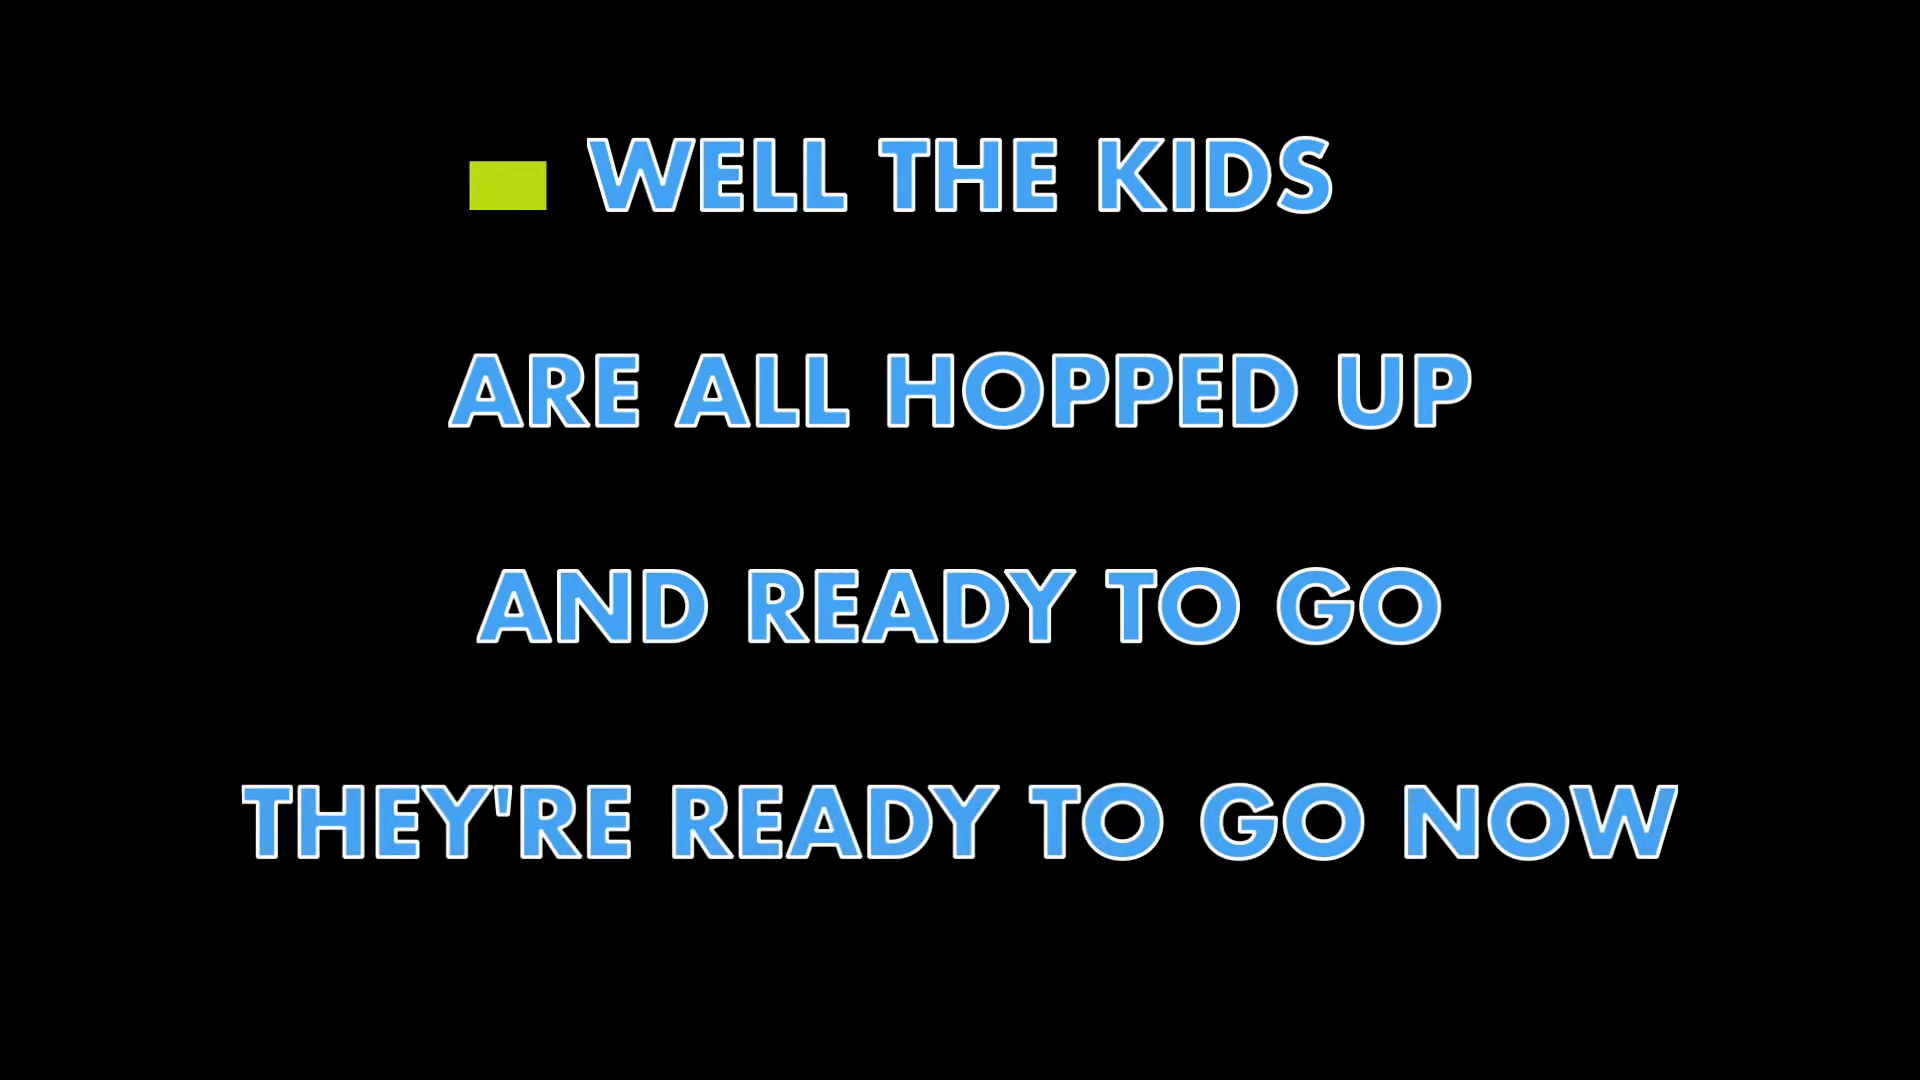 WELL THE KIDS
ARE ALL HOPPED UP
AND READY TO GO
THEY'RE READY TO GO NOW